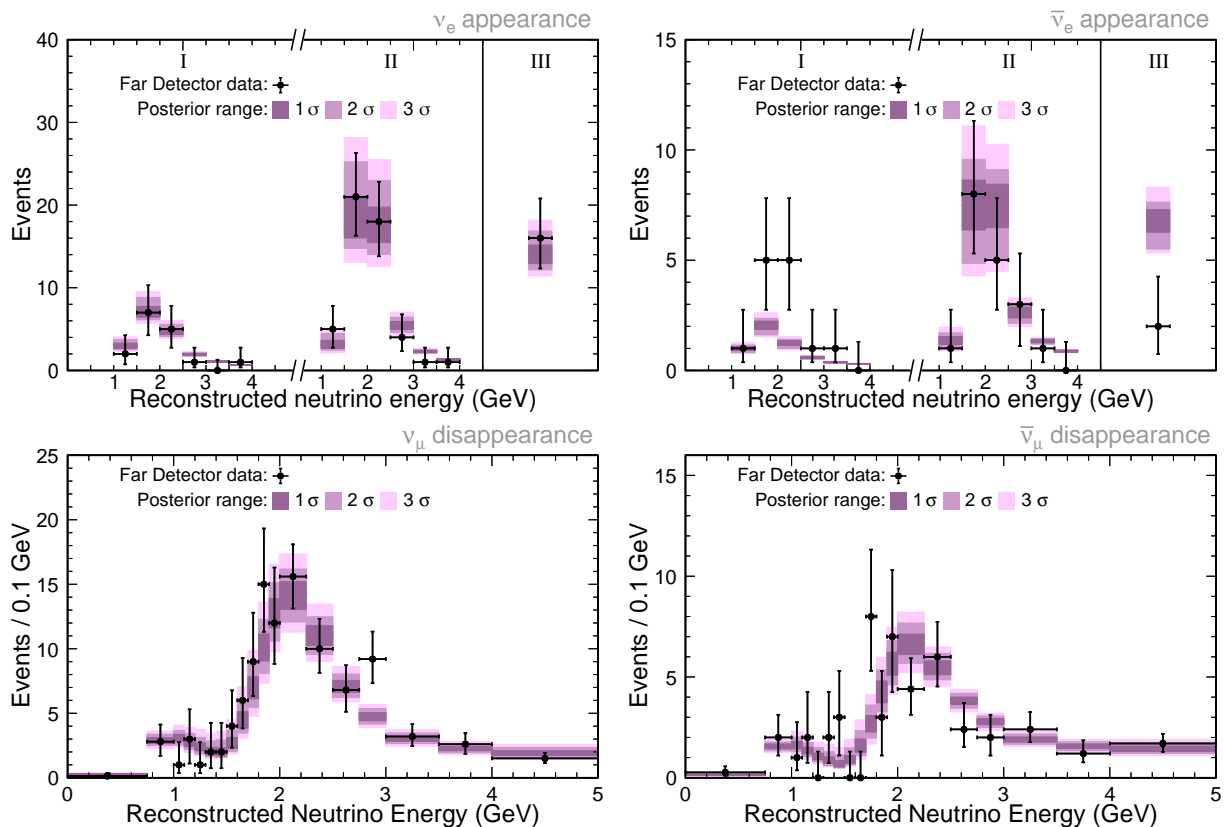 ν_e appearance
40
30
20
10
0
Events
I II III
Far Detector data:
Posterior range: 1 σ 2 σ 3 σ
1 2 3 4 1 2 3 4
Reconstructed neutrino energy (GeV)
ν̅_e appearance
15
10
5
0
Events
I II III
Far Detector data:
Posterior range: 1 σ 2 σ 3 σ
1 2 3 4 1 2 3 4
Reconstructed neutrino energy (GeV)
ν_μ disappearance
25
20
15
10
5
0
Events / 0.1 GeV
Far Detector data:
Posterior range: 1 σ 2 σ 3 σ
0 1 2 3 4 5
Reconstructed Neutrino Energy (GeV)
ν̅_μ disappearance
15
10
5
0
Events / 0.1 GeV
Far Detector data:
Posterior range: 1 σ 2 σ 3 σ
0 1 2 3 4 5
Reconstructed Neutrino Energy (GeV)